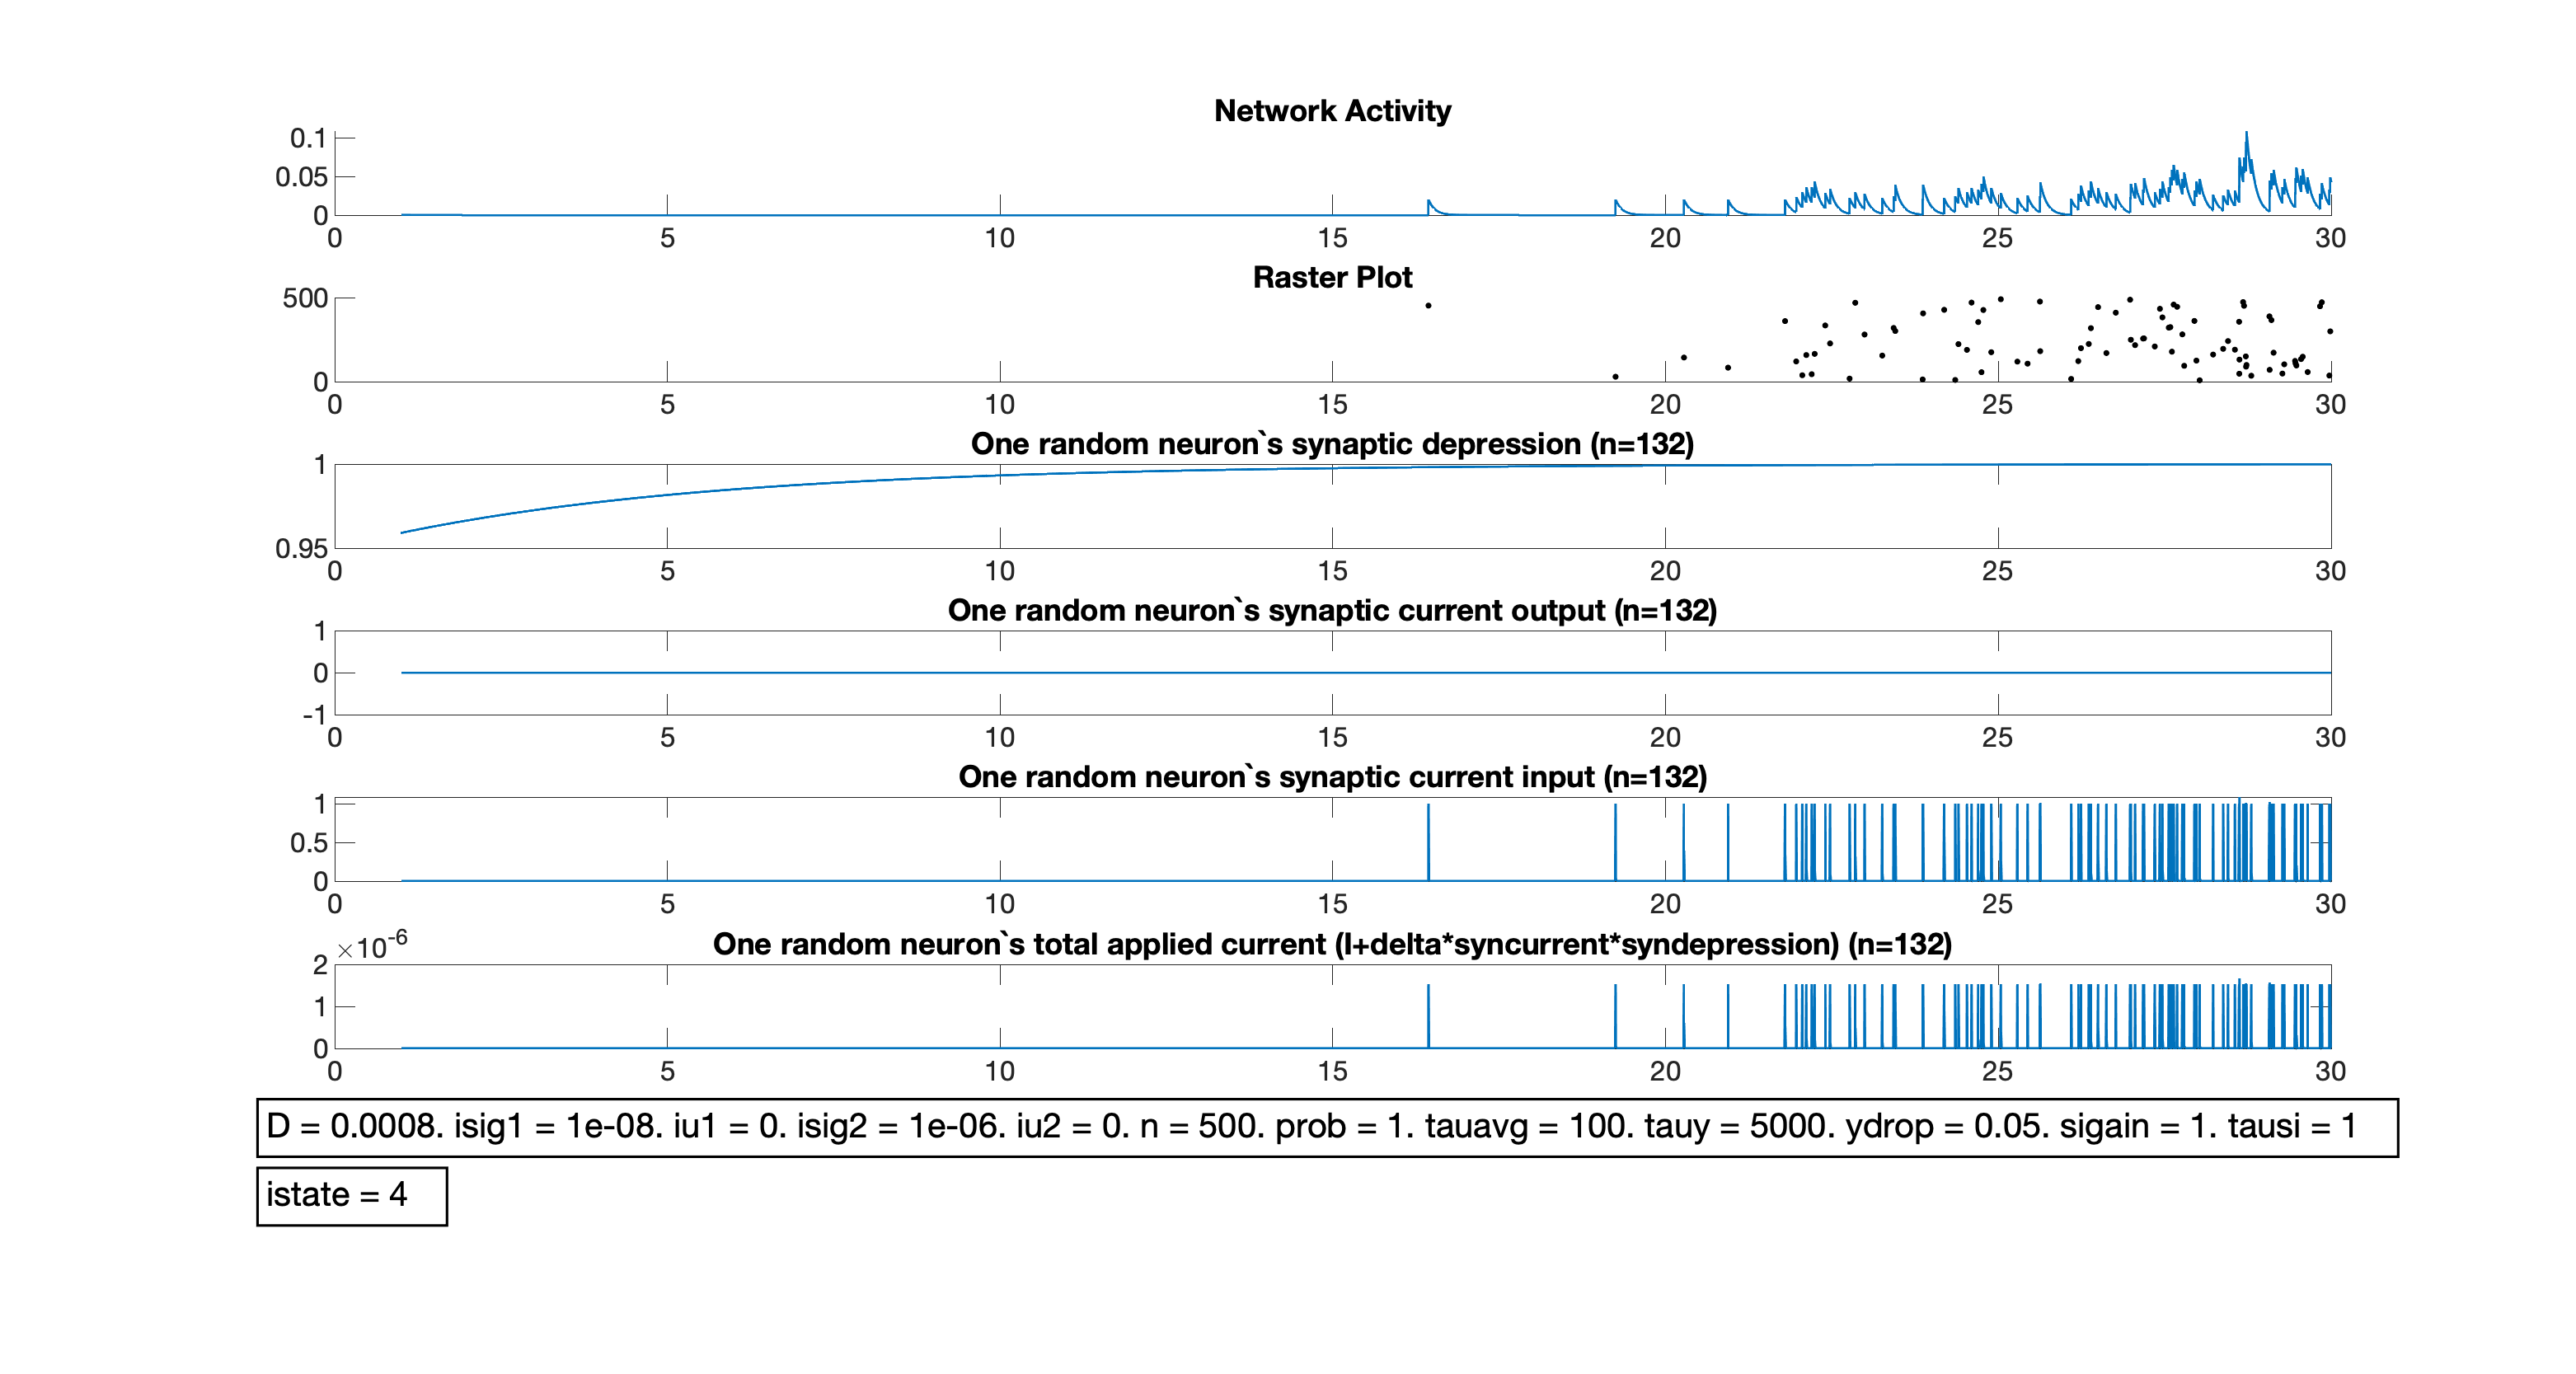 Network Activity
0.1
0.05
0
0 5 10 15 20 25 30
Raster Plot
500
0
0 5 10 15 20 25 30
One random neuron`s synaptic depression (n=132)
1
0.95
0 5 10 15 20 25 30
One random neuron`s synaptic current output (n=132)
1
0
-1
0 5 10 15 20 25 30
One random neuron`s synaptic current input (n=132)
1
0.5
0
0 5 10 15 20 25 30
×10-6 One random neuron`s total applied current (I+delta*syncurrent*syndepression) (n=132)
2
1
0
0 5 10 15 20 25 30
D = 0.0008. isig1 = 1e-08. iu1 = 0. isig2 = 1e-06. iu2 = 0. n = 500. prob = 1. tauavg = 100. tauy = 5000. ydrop = 0.05. sigain = 1. tausi = 1
istate = 4